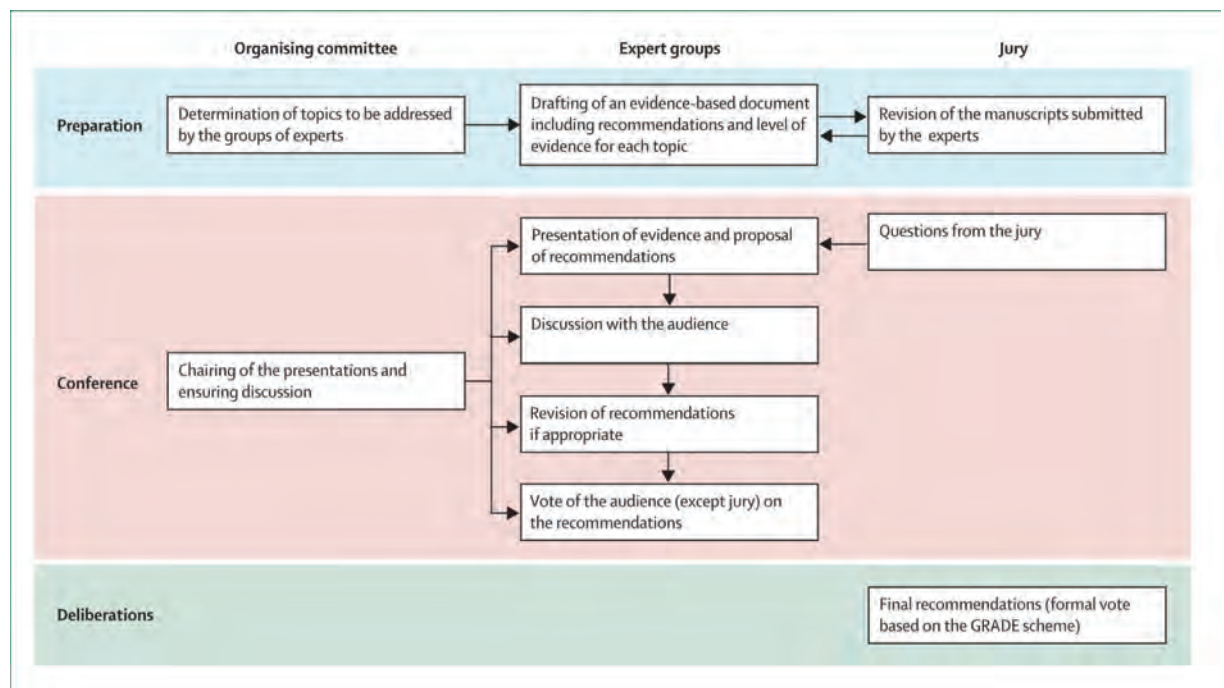 Organising committee
Expert groups
Jury
Preparation
Determination of topics to be addressed
by the groups of experts
Drafting of an evidence-based document
including recommendations and level of
evidence for each topic
Revision of the manuscripts submitted
by the experts
Conference
Chairing of the presentations and
ensuring discussion
Presentation of evidence and proposal
of recommendations
Questions from the jury
Discussion with the audience
Revision of recommendations
if appropriate
Vote of the audience (except jury) on
the recommendations
Deliberations
Final recommendations (formal vote
based on the GRADE scheme)